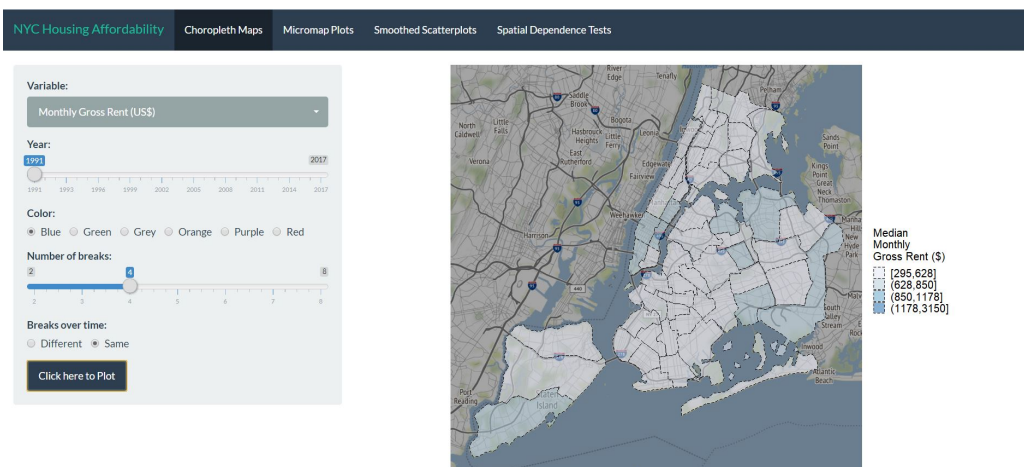 NYC Housing Affordability Choropleth Maps Micromap Plots Smoothed Scatterplots Spatial Dependence Tests
Variable:
Monthly Gross Rent (US$)
Year:
1991 2017
1991 1993 1996 1999 2002 2005 2008 2011 2014 2017
Color:
Blue Green Grey Orange Purple Red
Number of breaks:
2 4 8
2 3 4 5 6 7 8
Breaks over time:
Different Same
Click here to Plot
River
Edge
Tenafly
Pelham
Saddle
Brook
North
Caldwell
Little
Falls
Bogota
Hasbrouck
Heights
Little
Ferry
Leonia
Sands
Point
East
Rutherford
Verona
Edgewater
Fairview
Kings
Point
Great
Neck
Thomaston
Manhattan
Weehawken
Harrison
Hills
New
Hyde
Park
440
South
Valley
Stream
Inwood
Atlantic
Beach
Port
Reading
Staten
Island
Median
Monthly
Gross Rent ($)
[295,628]
(628,850]
(850,1178]
(1178,3150]